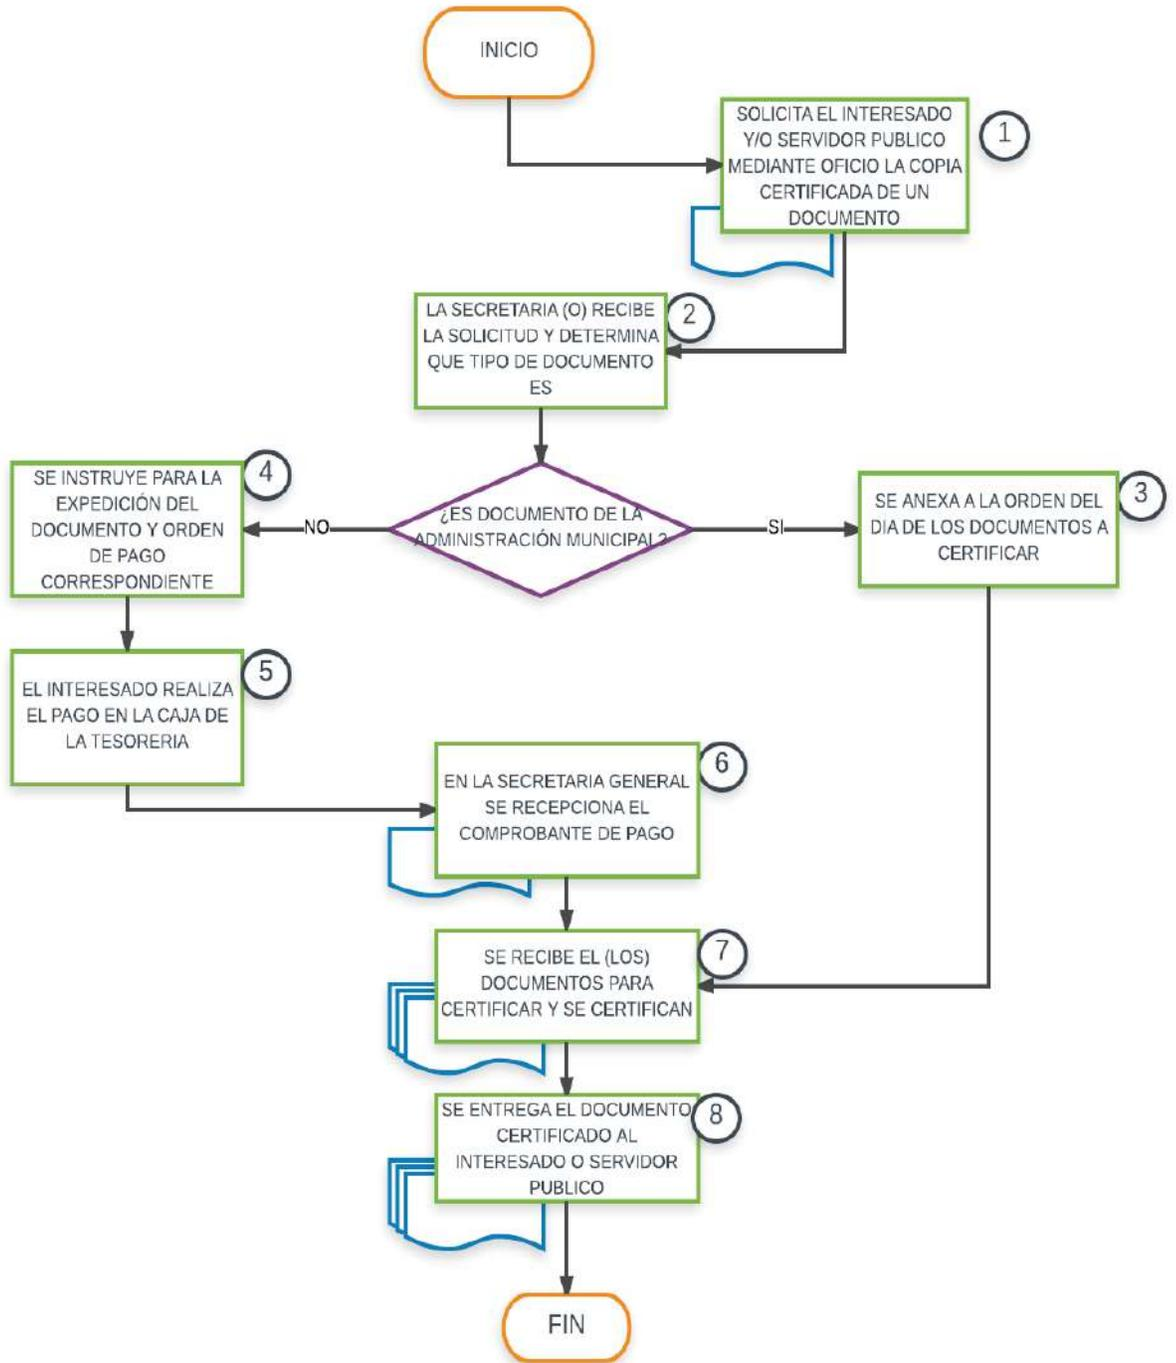 INICIO
SOLICITA EL INTERESADO
Y/O SERVIDOR PUBLICO
MEDIANTE OFICIO LA COPIA
CERTIFICADA DE UN
DOCUMENTO
1
LA SECRETARIA (O) RECIBE
LA SOLICITUD Y DETERMINA
QUE TIPO DE DOCUMENTO
ES
2
¿ES DOCUMENTO DE LA
ADMINISTRACIÓN MUNICIPAL?
NO
SI
SE ANEXA A LA ORDEN DEL
DIA DE LOS DOCUMENTOS A
CERTIFICAR
3
SE INSTRUYE PARA LA
EXPEDICIÓN DEL
DOCUMENTO Y ORDEN
DE PAGO
CORRESPONDIENTE
4
EL INTERESADO REALIZA
EL PAGO EN LA CAJA DE
LA TESORERIA
5
EN LA SECRETARIA GENERAL
SE RECEPCIONA EL
COMPROBANTE DE PAGO
6
SE RECIBE EL (LOS)
DOCUMENTOS PARA
CERTIFICAR Y SE CERTIFICAN
7
SE ENTREGA EL DOCUMENTO
CERTIFICADO AL
INTERESADO O SERVIDOR
PUBLICO
8
FIN